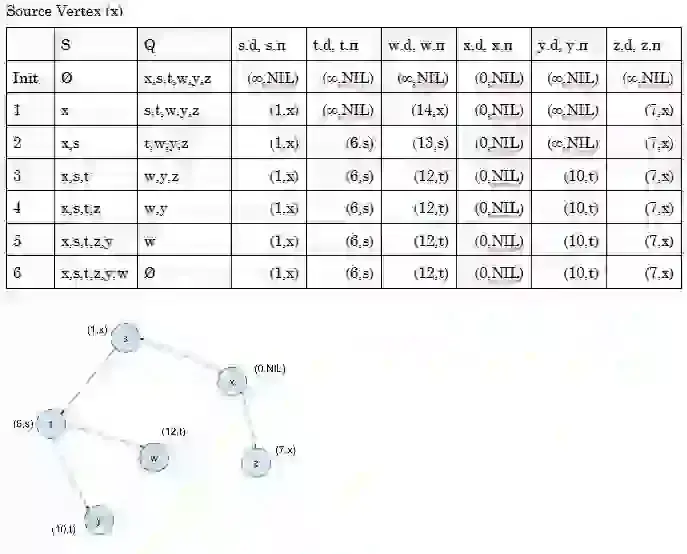 Source Vertex (x)
S Q s.d, s.π t.d, t.π w.d, w.π x.d, x.π y.d, y.π z.d, z.π
Init Ø x,s,t,w,y,z (∞,NIL) (∞,NIL) (∞,NIL) (0,NIL) (∞,NIL) (∞,NIL)
1 x s,t,w,y,z (1,x) (∞,NIL) (14,x) (0,NIL) (∞,NIL) (7,x)
2 x,s t,w,y,z (1,x) (6,s) (13,s) (0,NIL) (∞,NIL) (7,x)
3 x,s,t w,y,z (1,x) (6,s) (12,t) (0,NIL) (10,t) (7,x)
4 x,s,t,z w,y (1,x) (6,s) (12,t) (0,NIL) (10,t) (7,x)
5 x,s,t,z,y w (1,x) (6,s) (12,t) (0,NIL) (10,t) (7,x)
6 x,s,t,z,y,w Ø (1,x) (6,s) (12,t) (0,NIL) (10,t) (7,x)
(1,x) s
(0,NIL)
x
(6,s) t
(12,t)
w
(7,x)
z
y
(10,t)